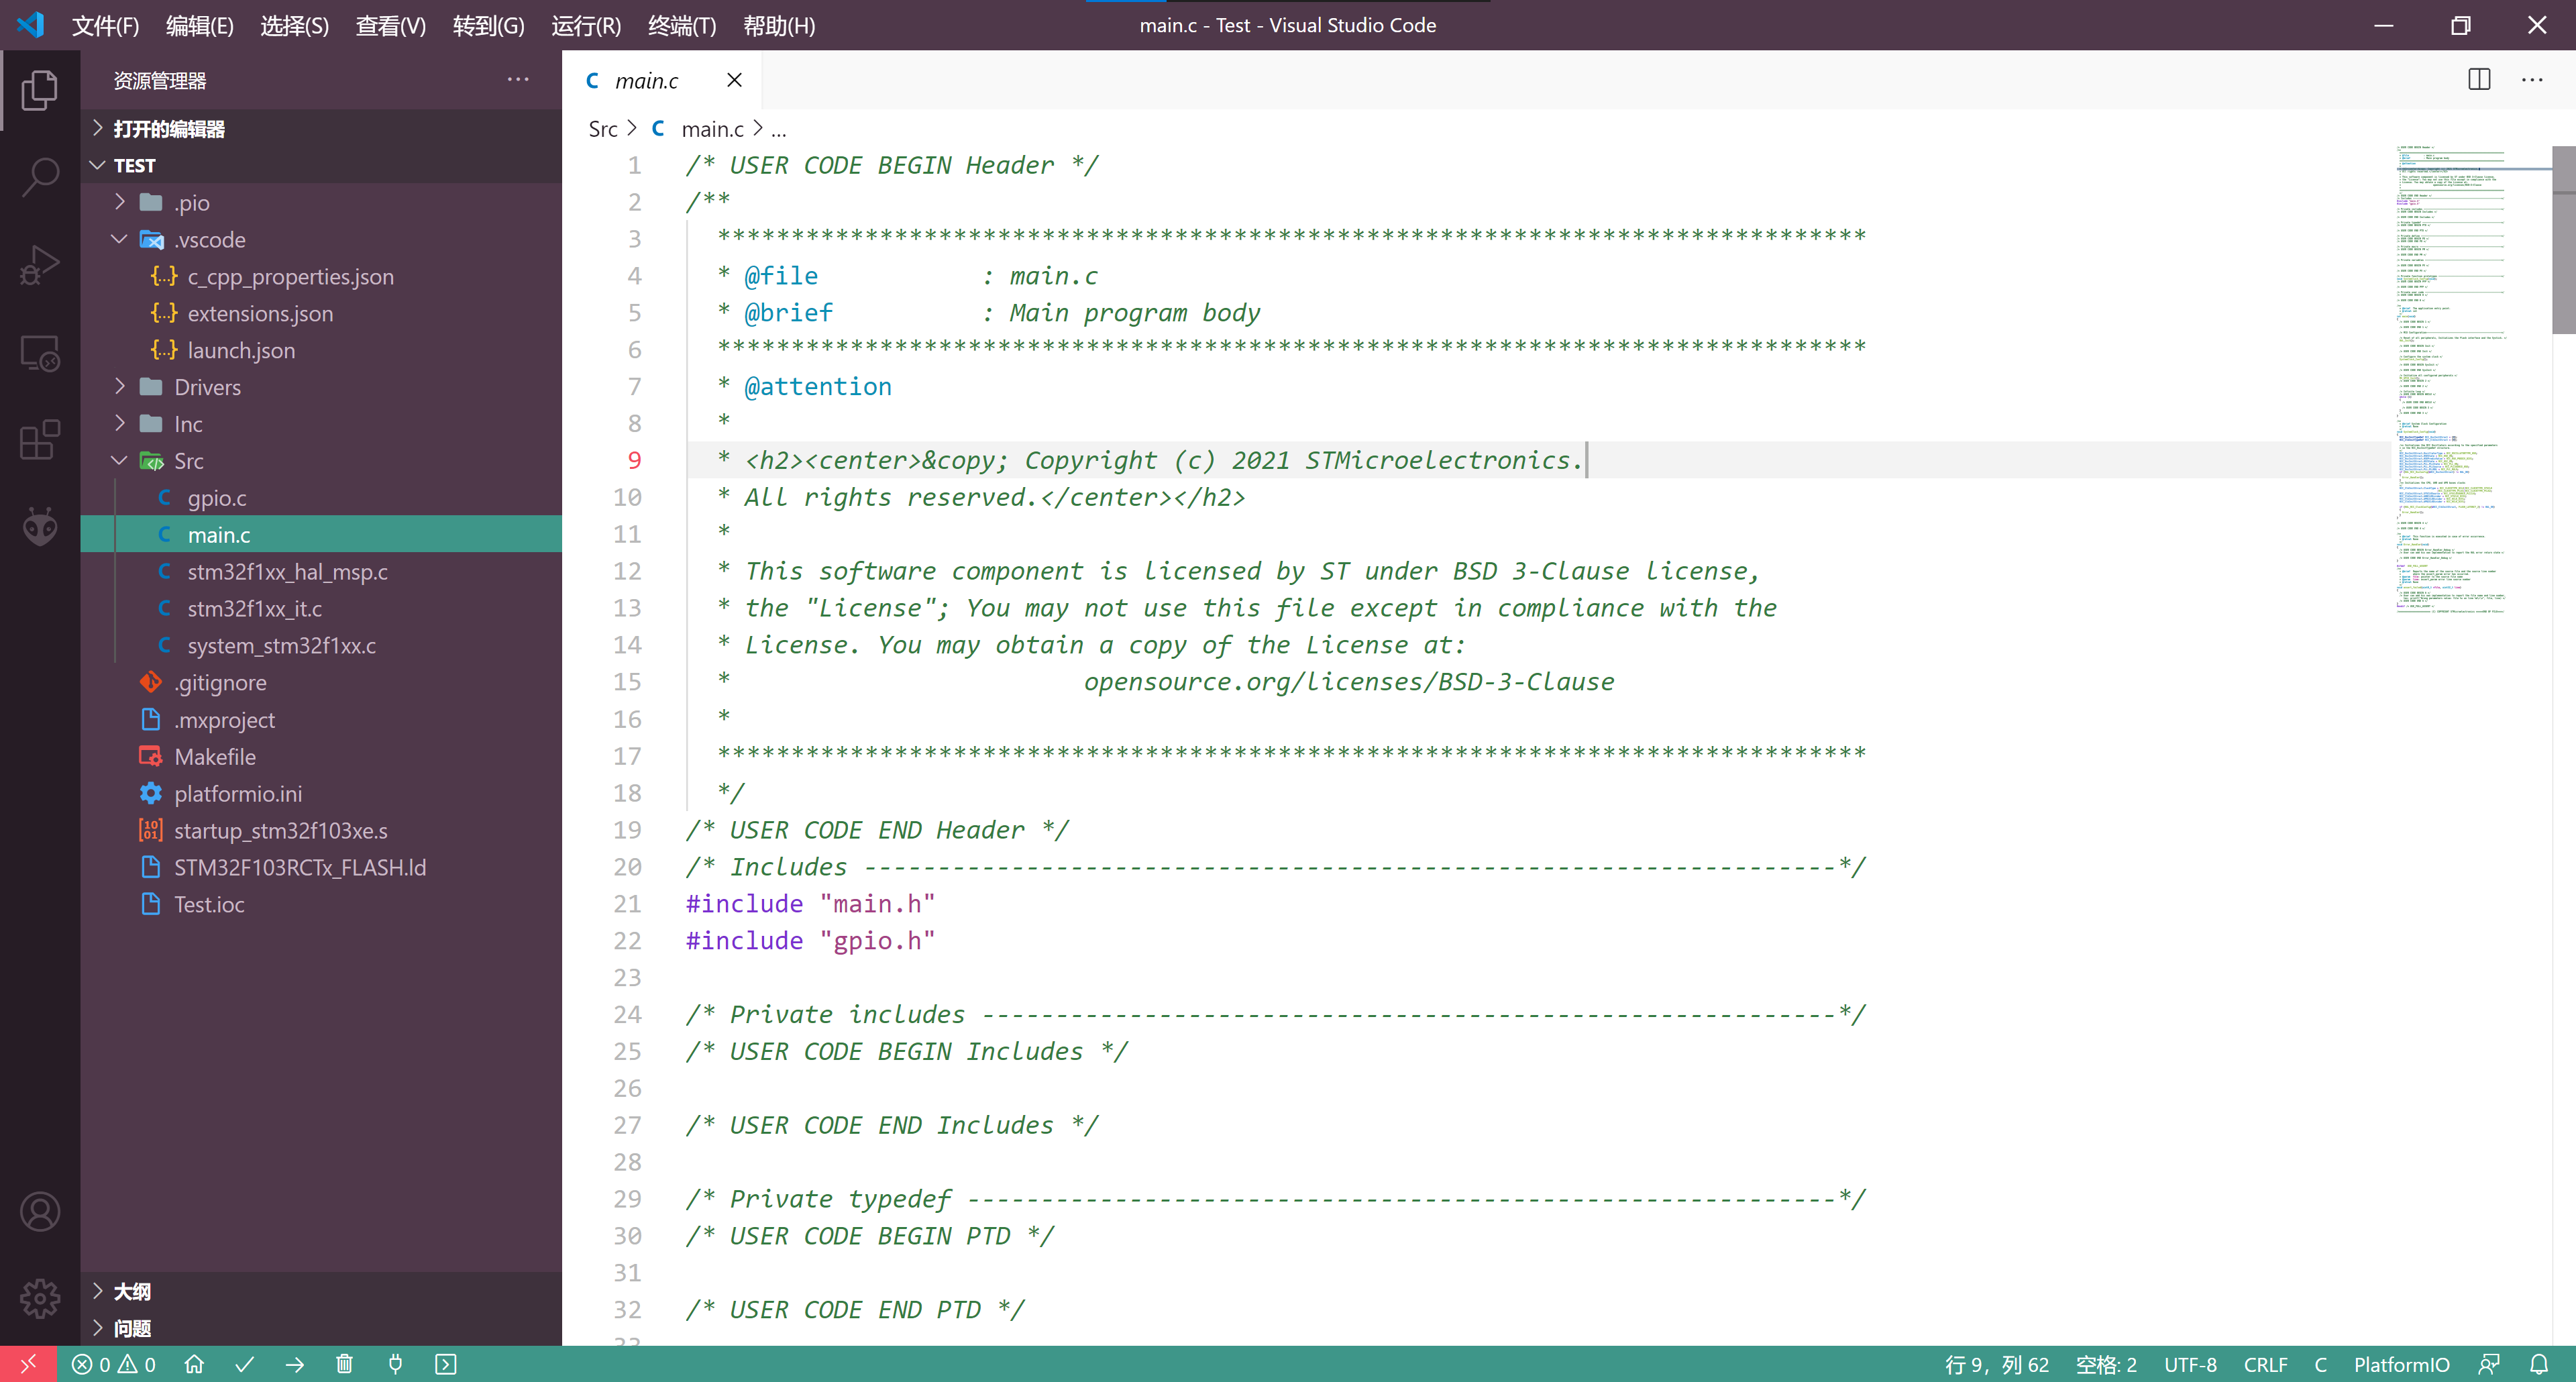 文件(F) 编辑(E) 选择(S) 查看(V) 转到(G) 运行(R) 终端(T) 帮助(H) main.c - Test - Visual Studio Code
资源管理器
打开的编辑器
TEST
.pio
.vscode
{..} c_cpp_properties.json
{..} extensions.json
{..} launch.json
Drivers
Inc
Src
C gpio.c
C main.c
C stm32f1xx_hal_msp.c
C stm32f1xx_it.c
C system_stm32f1xx.c
.gitignore
.mxproject
Makefile
platformio.ini
startup_stm32f103xe.s
STM32F103RCTx_FLASH.ld
Test.ioc
大纲
问题
C main.c
Src > C main.c > ...
1 /* USER CODE BEGIN Header */
2 /**
3   ******************************************************************************
4   * @file           : main.c
5   * @brief          : Main program body
6   ******************************************************************************
7   * @attention
8   *
9   * <h2><center>&copy; Copyright (c) 2021 STMicroelectronics.
10   * All rights reserved.</center></h2>
11   *
12   * This software component is licensed by ST under BSD 3-Clause license,
13   * the "License"; You may not use this file except in compliance with the
14   * License. You may obtain a copy of the License at:
15   *                        opensource.org/licenses/BSD-3-Clause
16   *
17   ******************************************************************************
18   */
19 /* USER CODE END Header */
20 /* Includes ------------------------------------------------------------------*/
21 #include "main.h"
22 #include "gpio.h"
23
24 /* Private includes ----------------------------------------------------------*/
25 /* USER CODE BEGIN Includes */
26
27 /* USER CODE END Includes */
28
29 /* Private typedef -----------------------------------------------------------*/
30 /* USER CODE BEGIN PTD */
31
32 /* USER CODE END PTD */
33
0 0 行 9，列 62 空格: 2 UTF-8 CRLF C PlatformIO